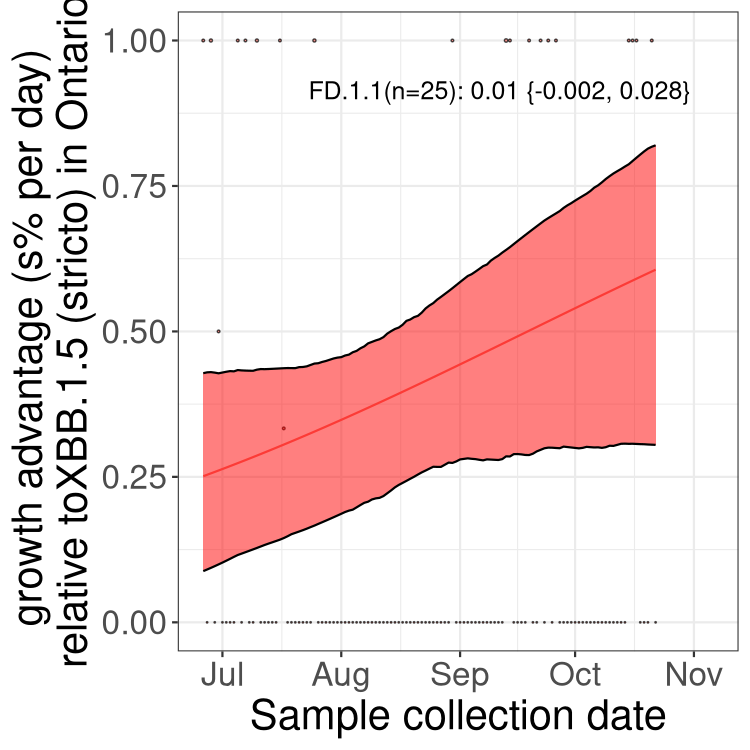 growth advantage (s% per day)
relative toXBB.1.5 (stricto) in Ontario
1.00
0.75
0.50
0.25
0.00
FD.1.1(n=25): 0.01 {-0.002, 0.028}
Jul Aug Sep Oct Nov
Sample collection date